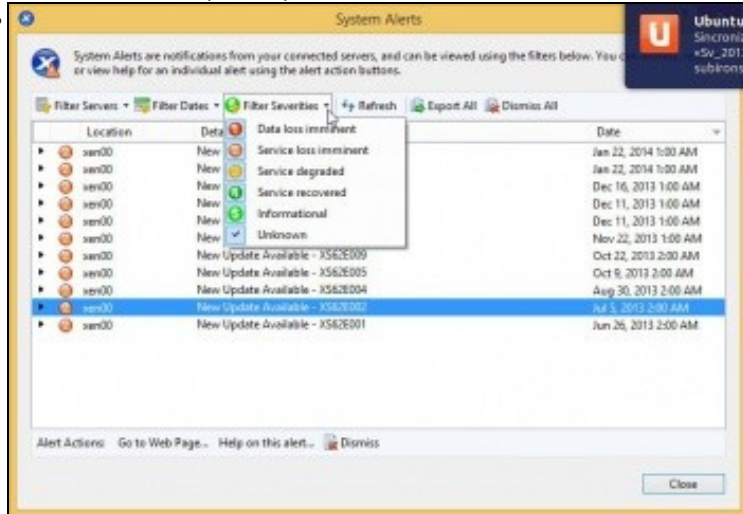 System Alerts
Ubuntu
Sincroniz
«Sv_201
subirons
System Alerts are notifications from your connected servers, and can be viewed using the filters below. You
or view help for an individual alert using the alert action buttons.
Filter Servers Filter Dates Filter Severities Refresh Export All Dismiss All
Location Deta Date
Data loss imminent
Service loss imminent
Service degraded
Service recovered
Informational
Unknown
xen00 New Jan 22, 2014 1:00 AM
xen00 New Jan 22, 2014 1:00 AM
xen00 New Dec 16, 2013 1:00 AM
xen00 New Dec 11, 2013 1:00 AM
xen00 New Dec 11, 2013 1:00 AM
xen00 New Nov 22, 2013 1:00 AM
xen00 New Update Available - XS62E009 Oct 22, 2013 2:00 AM
xen00 New Update Available - XS62E005 Oct 9, 2013 2:00 AM
xen00 New Update Available - XS62E004 Aug 30, 2013 2:00 AM
xen00 New Update Available - XS62E002 Jul 5, 2013 2:00 AM
xen00 New Update Available - XS62E001 Jun 26, 2013 2:00 AM
Alert Actions: Go to Web Page... Help on this alert... Dismiss
Close